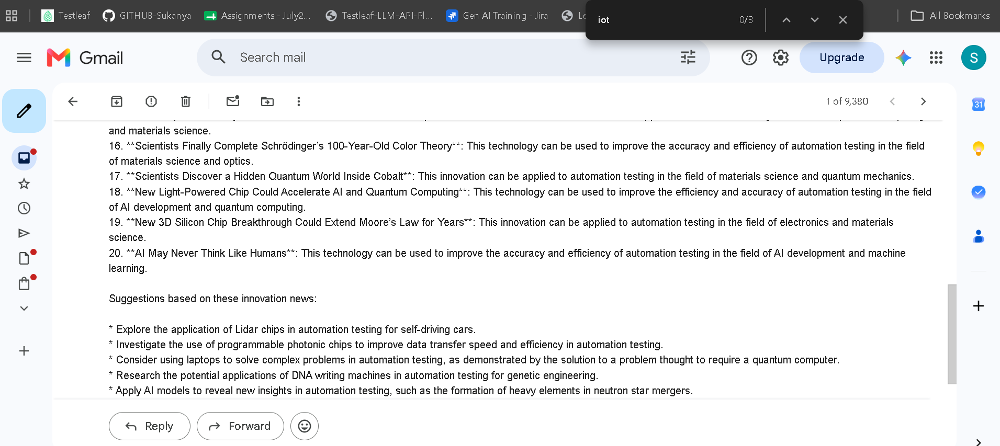 Testleaf
GITHUB-Sukanya
Assignments - July2...
Testleaf-LLM-API-Pl...
Gen AI Training - Jira
Lo
iot
0/3
All Bookmarks
Gmail
Search mail
Upgrade
S
1 of 9,380
31
and materials science.
16. **Scientists Finally Complete Schrödinger’s 100-Year-Old Color Theory**: This technology can be used to improve the accuracy and efficiency of automation testing in the field
of materials science and optics.
17. **Scientists Discover a Hidden Quantum World Inside Cobalt**: This innovation can be applied to automation testing in the field of materials science and quantum mechanics.
18. **New Light-Powered Chip Could Accelerate AI and Quantum Computing**: This technology can be used to improve the efficiency and accuracy of automation testing in the field
of AI development and quantum computing.
19. **New 3D Silicon Chip Breakthrough Could Extend Moore’s Law for Years**: This innovation can be applied to automation testing in the field of electronics and materials
science.
20. **AI May Never Think Like Humans**: This technology can be used to improve the accuracy and efficiency of automation testing in the field of AI development and machine
learning.
Suggestions based on these innovation news:
* Explore the application of Lidar chips in automation testing for self-driving cars.
* Investigate the use of programmable photonic chips to improve data transfer speed and efficiency in automation testing.
* Consider using laptops to solve complex problems in automation testing, as demonstrated by the solution to a problem thought to require a quantum computer.
* Research the potential applications of DNA writing machines in automation testing for genetic engineering.
* Apply AI models to reveal new insights in automation testing, such as the formation of heavy elements in neutron star mergers.
Reply
Forward